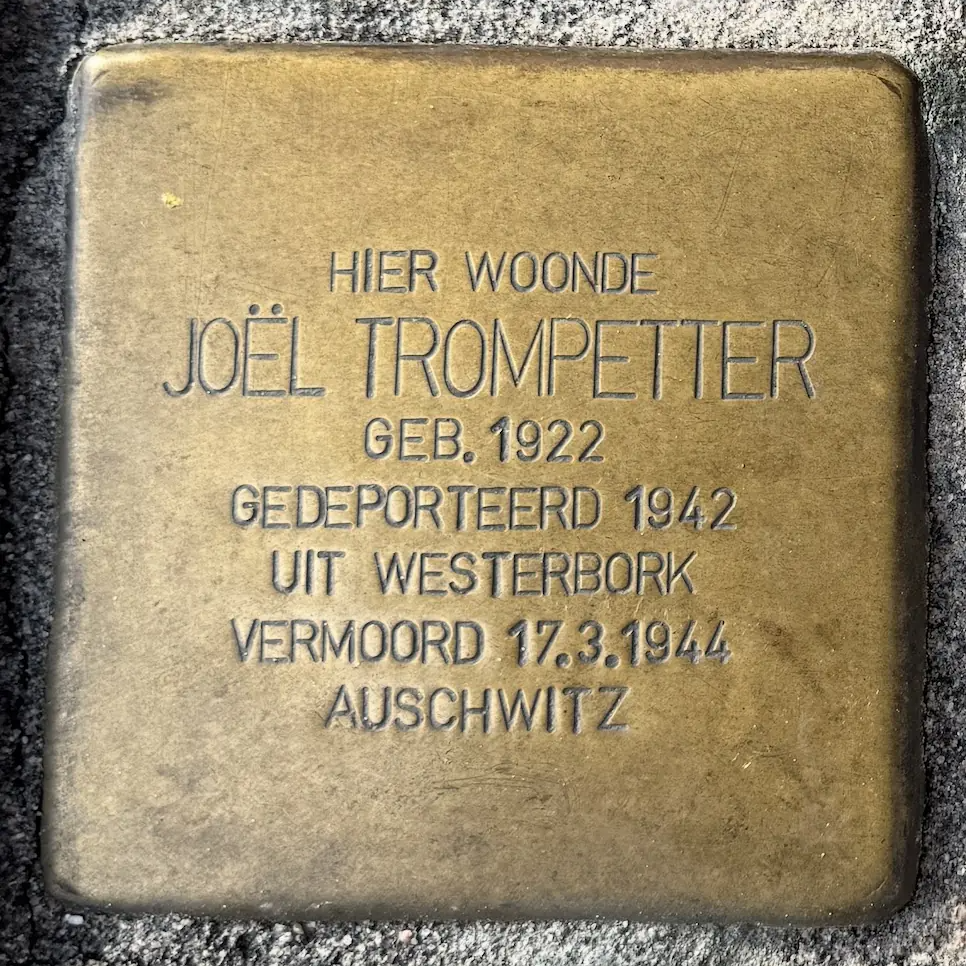 HIER WOONDE
JOËL TROMPETTER
GEB. 1922
GEDEPORTEERD 1942
UIT WESTERBORK
VERMOORD 17.3.1944
AUSCHWITZ